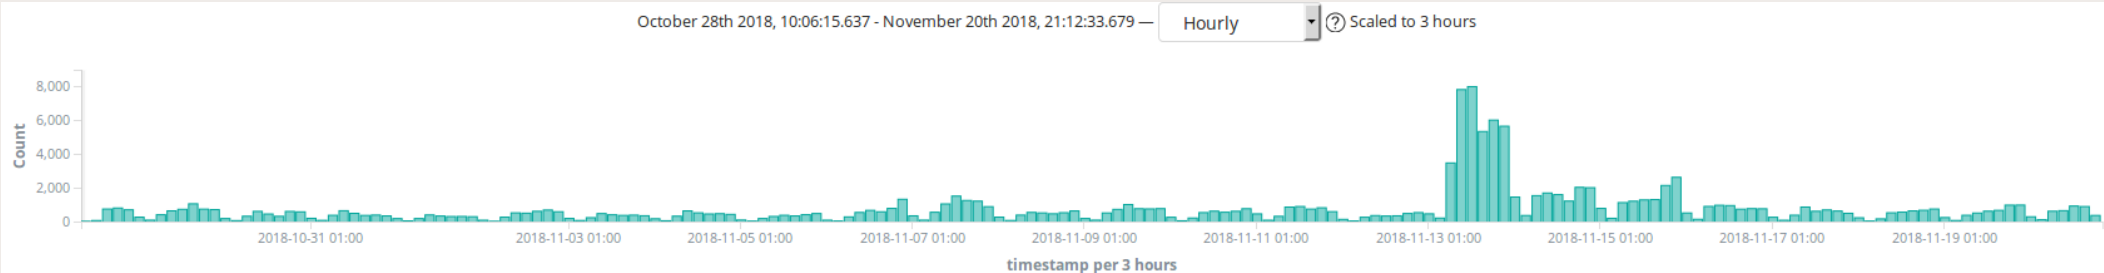 October 28th 2018, 10:06:15.637 - November 20th 2018, 21:12:33.679 — Hourly ? Scaled to 3 hours
8,000
6,000
4,000
2,000
0
Count
2018-10-31 01:00 2018-11-03 01:00 2018-11-05 01:00 2018-11-07 01:00 2018-11-09 01:00 2018-11-11 01:00 2018-11-13 01:00 2018-11-15 01:00 2018-11-17 01:00 2018-11-19 01:00
timestamp per 3 hours